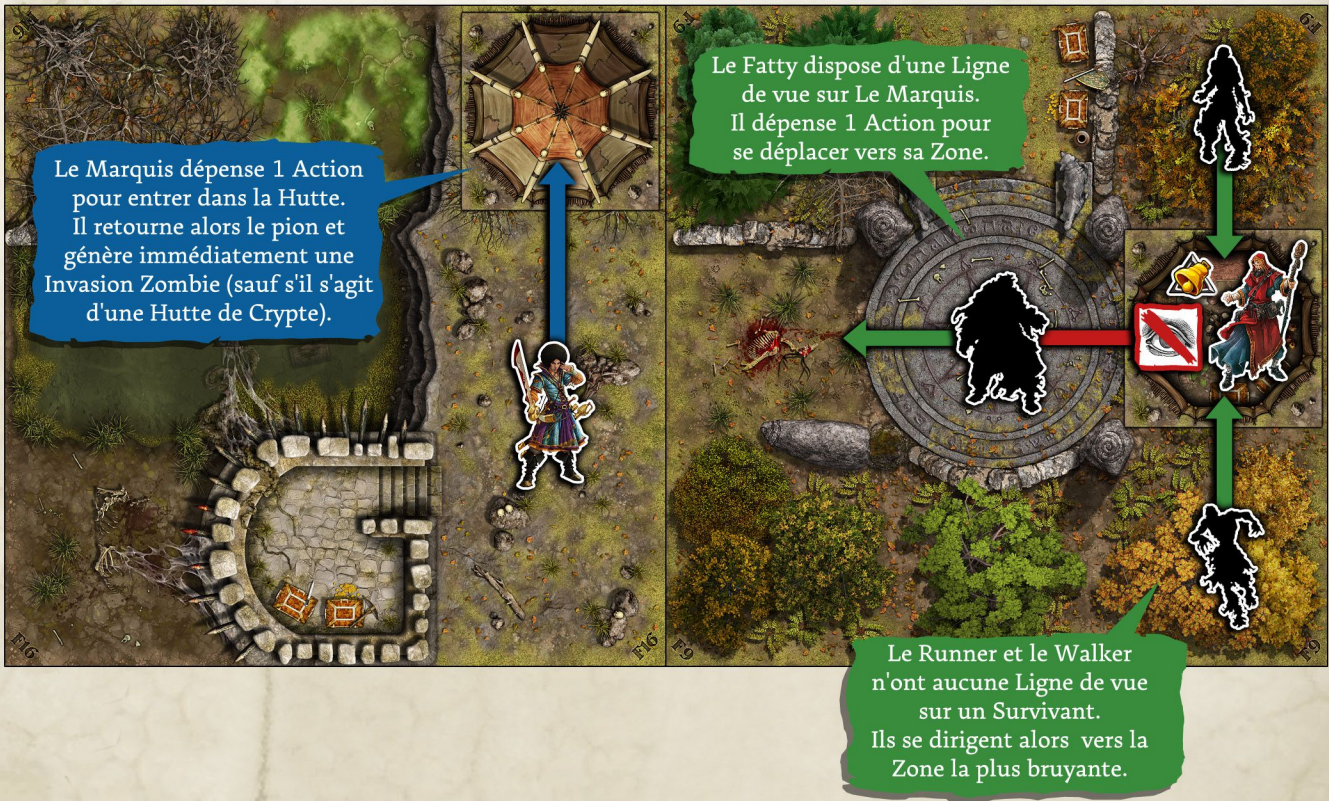 Le Marquis dépense 1 Action
pour entrer dans la Hutte.
Il retourne alors le pion et
génère immédiatement une
Invasion Zombie (sauf s'il s'agit
d'une Hutte de Crypte).
Le Fatty dispose d'une Ligne
de vue sur Le Marquis.
Il dépense 1 Action pour
se déplacer vers sa Zone.
Le Runner et le Walker
n'ont aucune Ligne de vue
sur un Survivant.
Ils se dirigent alors vers la
Zone la plus bruyante.
F16
F16
F9
F9